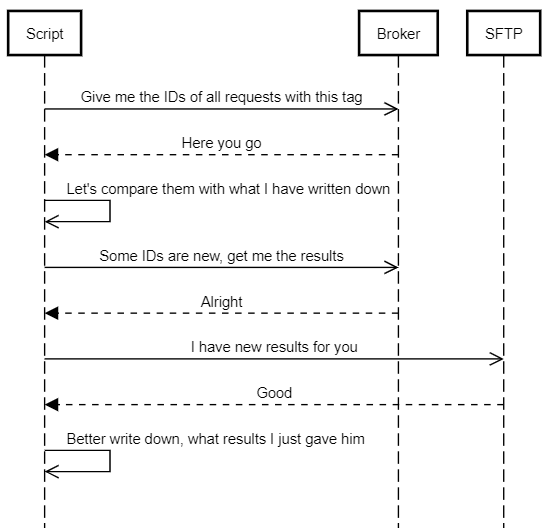 Script
Broker
SFTP
Give me the IDs of all requests with this tag
Here you go
Let's compare them with what I have written down
Some IDs are new, get me the results
Alright
I have new results for you
Good
Better write down, what results I just gave him